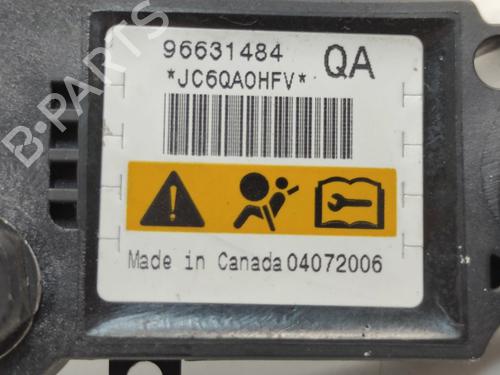 96631484 QA
*JC6QA0HFV*
Made in Canada 04072006
B-PARTS